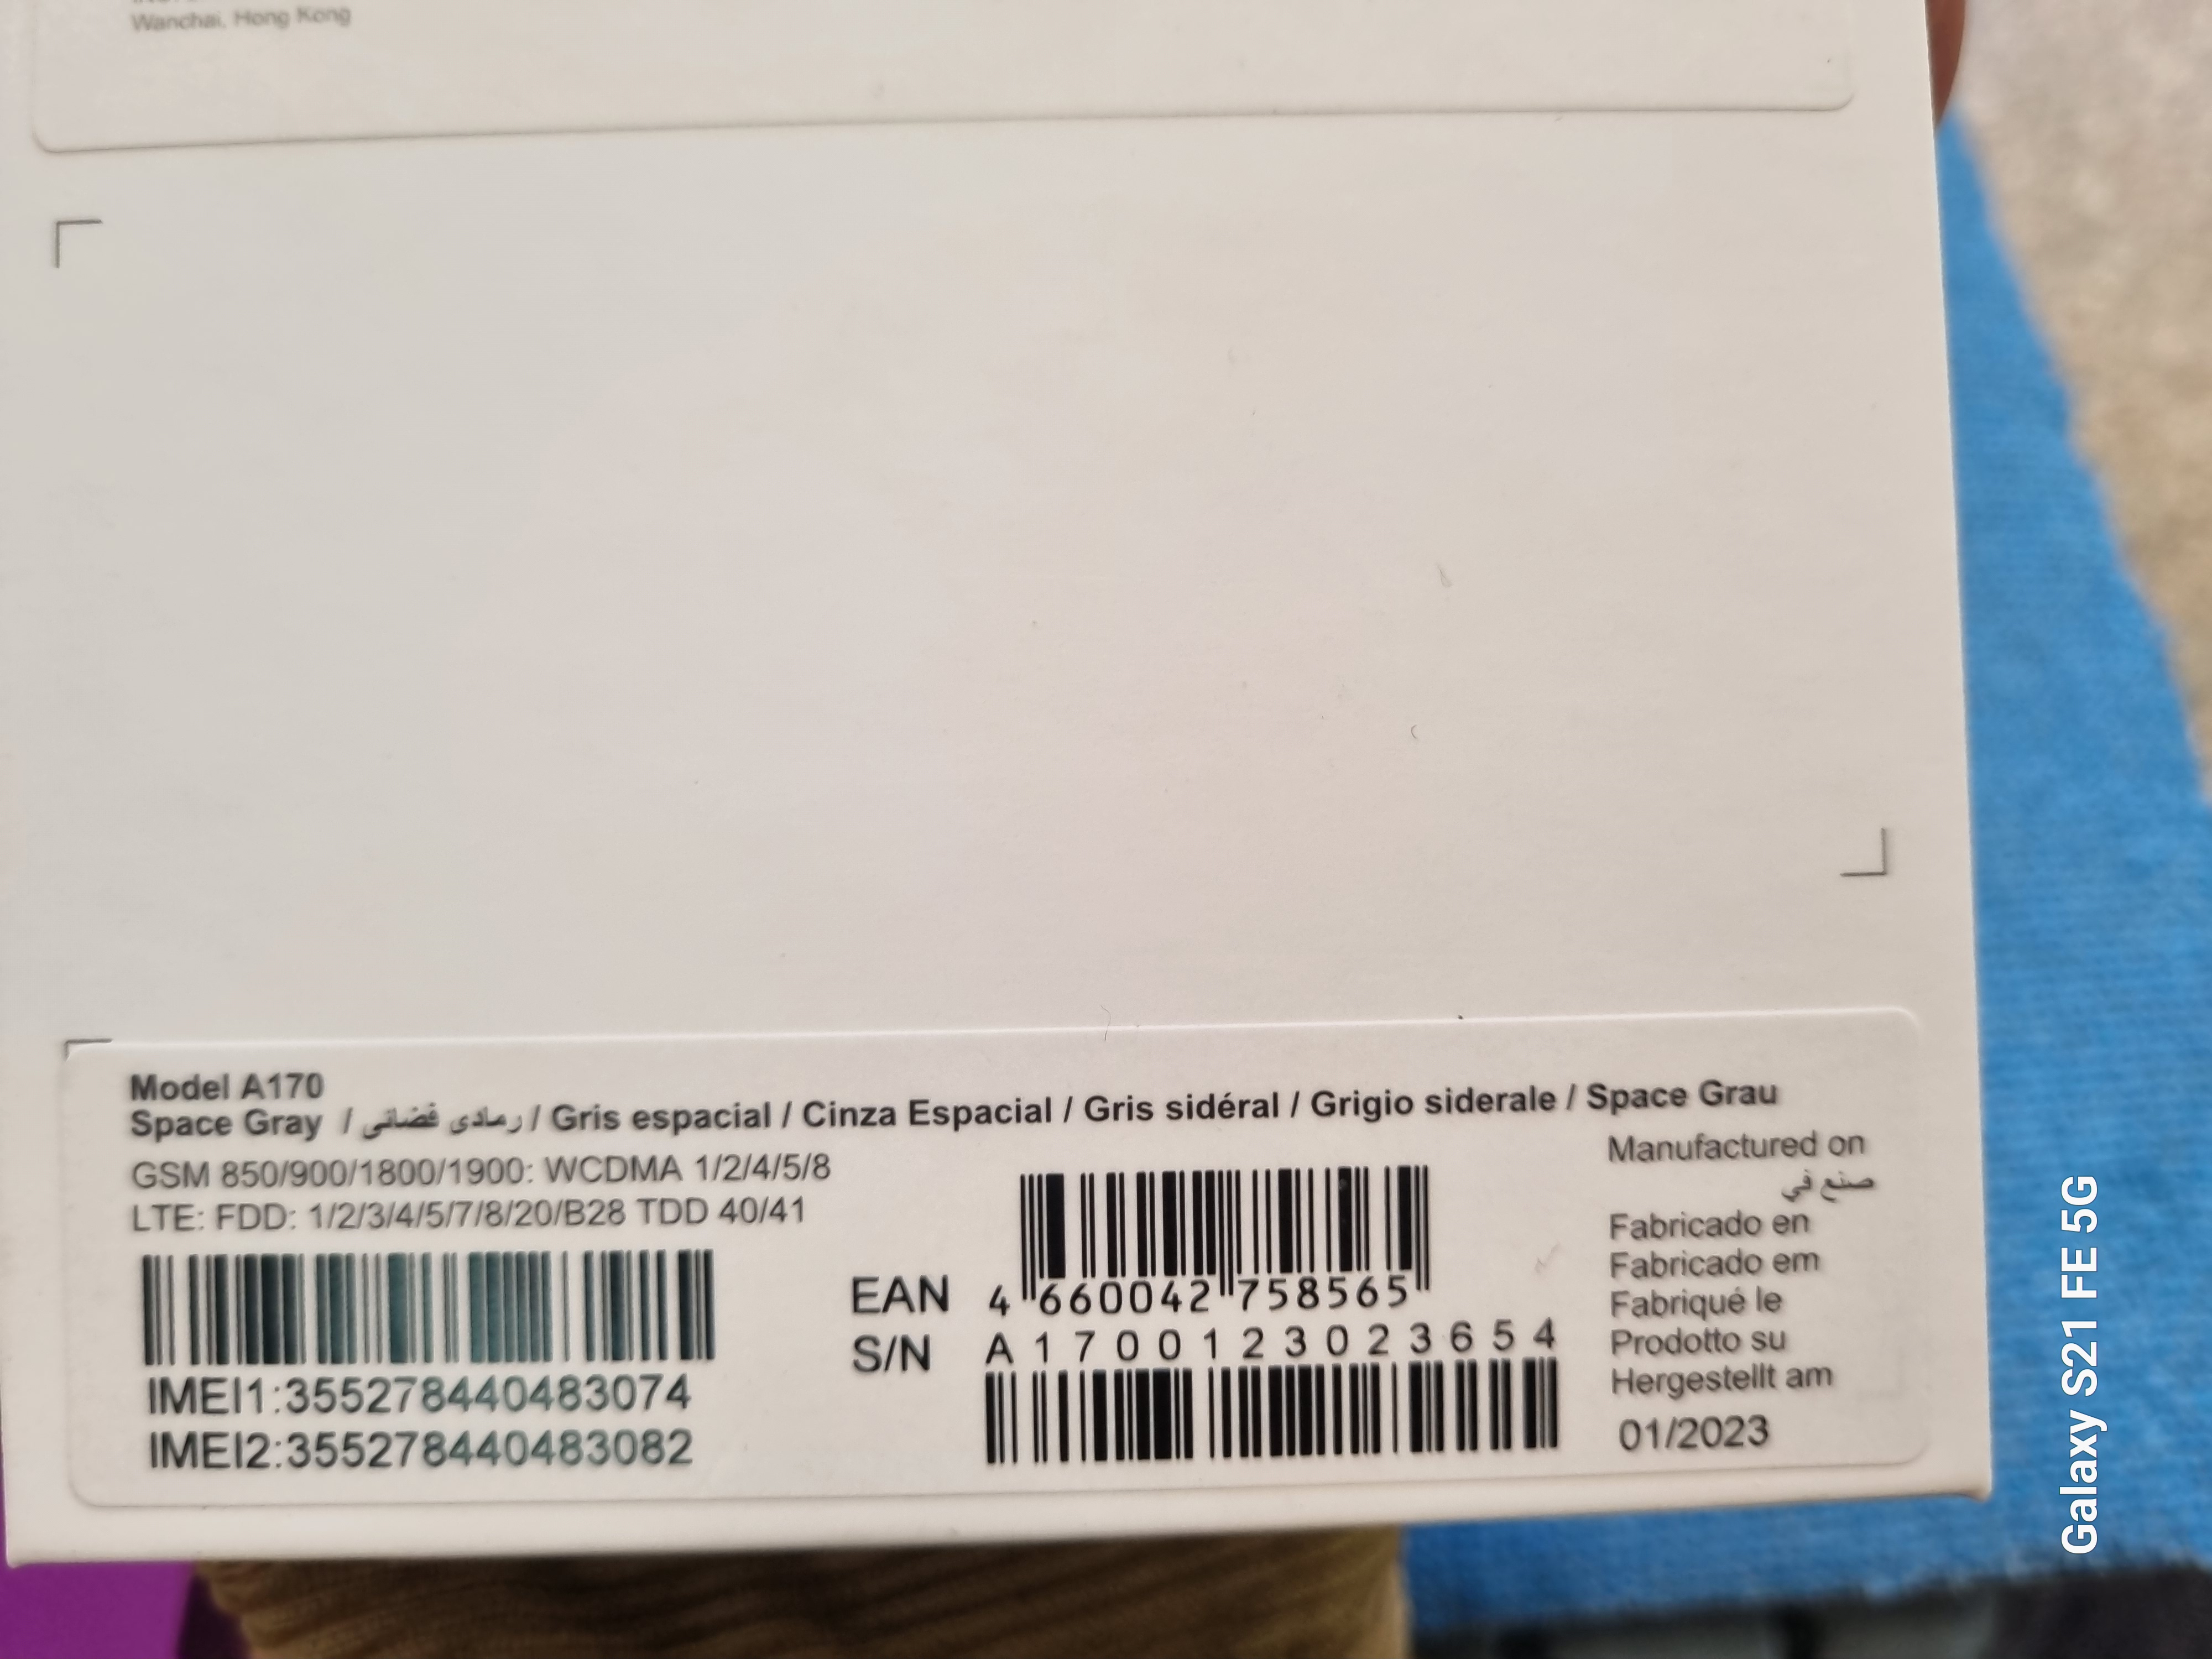 Wanchai, Hong Kong
Model A170
Space Gray / رمادي فضائي / Gris espacial / Cinza Espacial / Gris sidéral / Grigio siderale / Space Grau
GSM 850/900/1800/1900: WCDMA 1/2/4/5/8
LTE: FDD: 1/2/3/4/5/7/8/20/B28 TDD 40/41
IMEI1:355278440483074
IMEI2:355278440483082
EAN 4 660042 758565
S/N A1700123023654
Manufactured on
صنع في
Fabricado en
Fabricado em
Fabriqué le
Prodotto su
Hergestellt am
01/2023
Galaxy S21 FE 5G